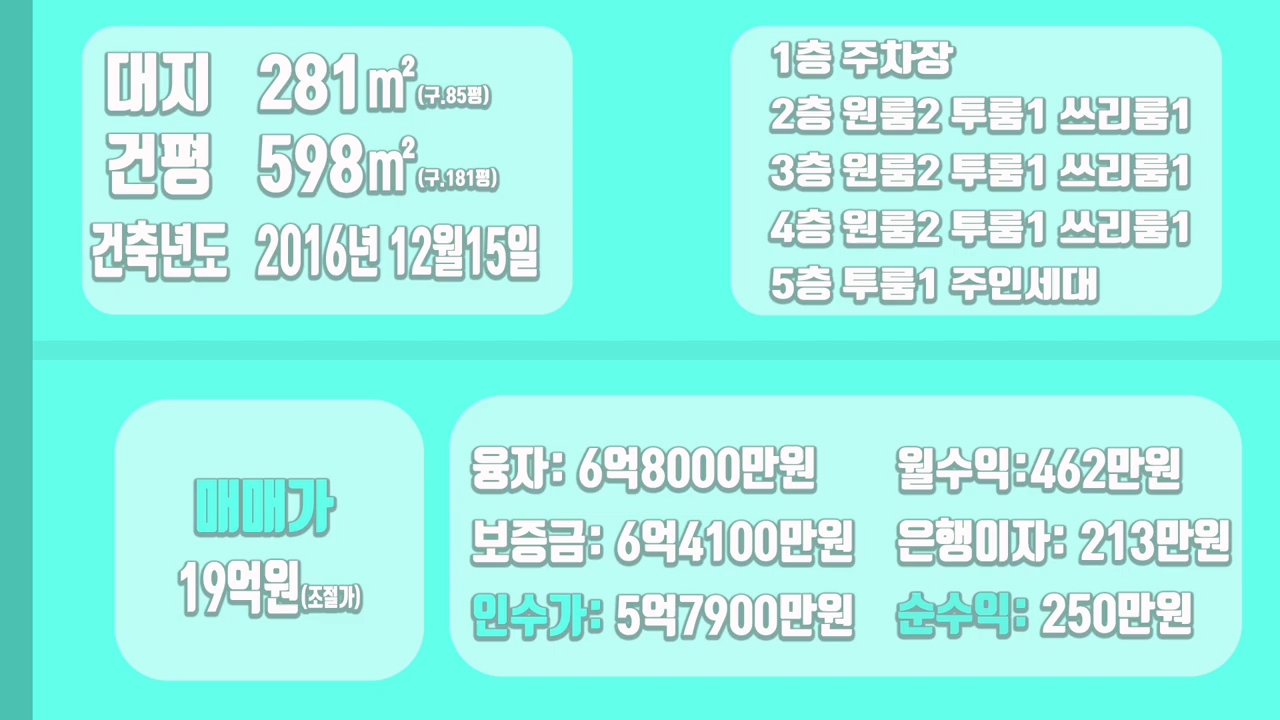 대지 281㎡(구.85평)
건평 598㎡(구.181평)
건축년도 2016년 12월15일
1층 주차장
2층 원룸2 투룸1 쓰리룸1
3층 원룸2 투룸1 쓰리룸1
4층 원룸2 투룸1 쓰리룸1
5층 투룸1 주인세대
매매가
19억원(조절가)
융자: 6억8000만원
보증금: 6억4100만원
인수가: 5억7900만원
월수익:462만원
은행이자: 213만원
순수익: 250만원